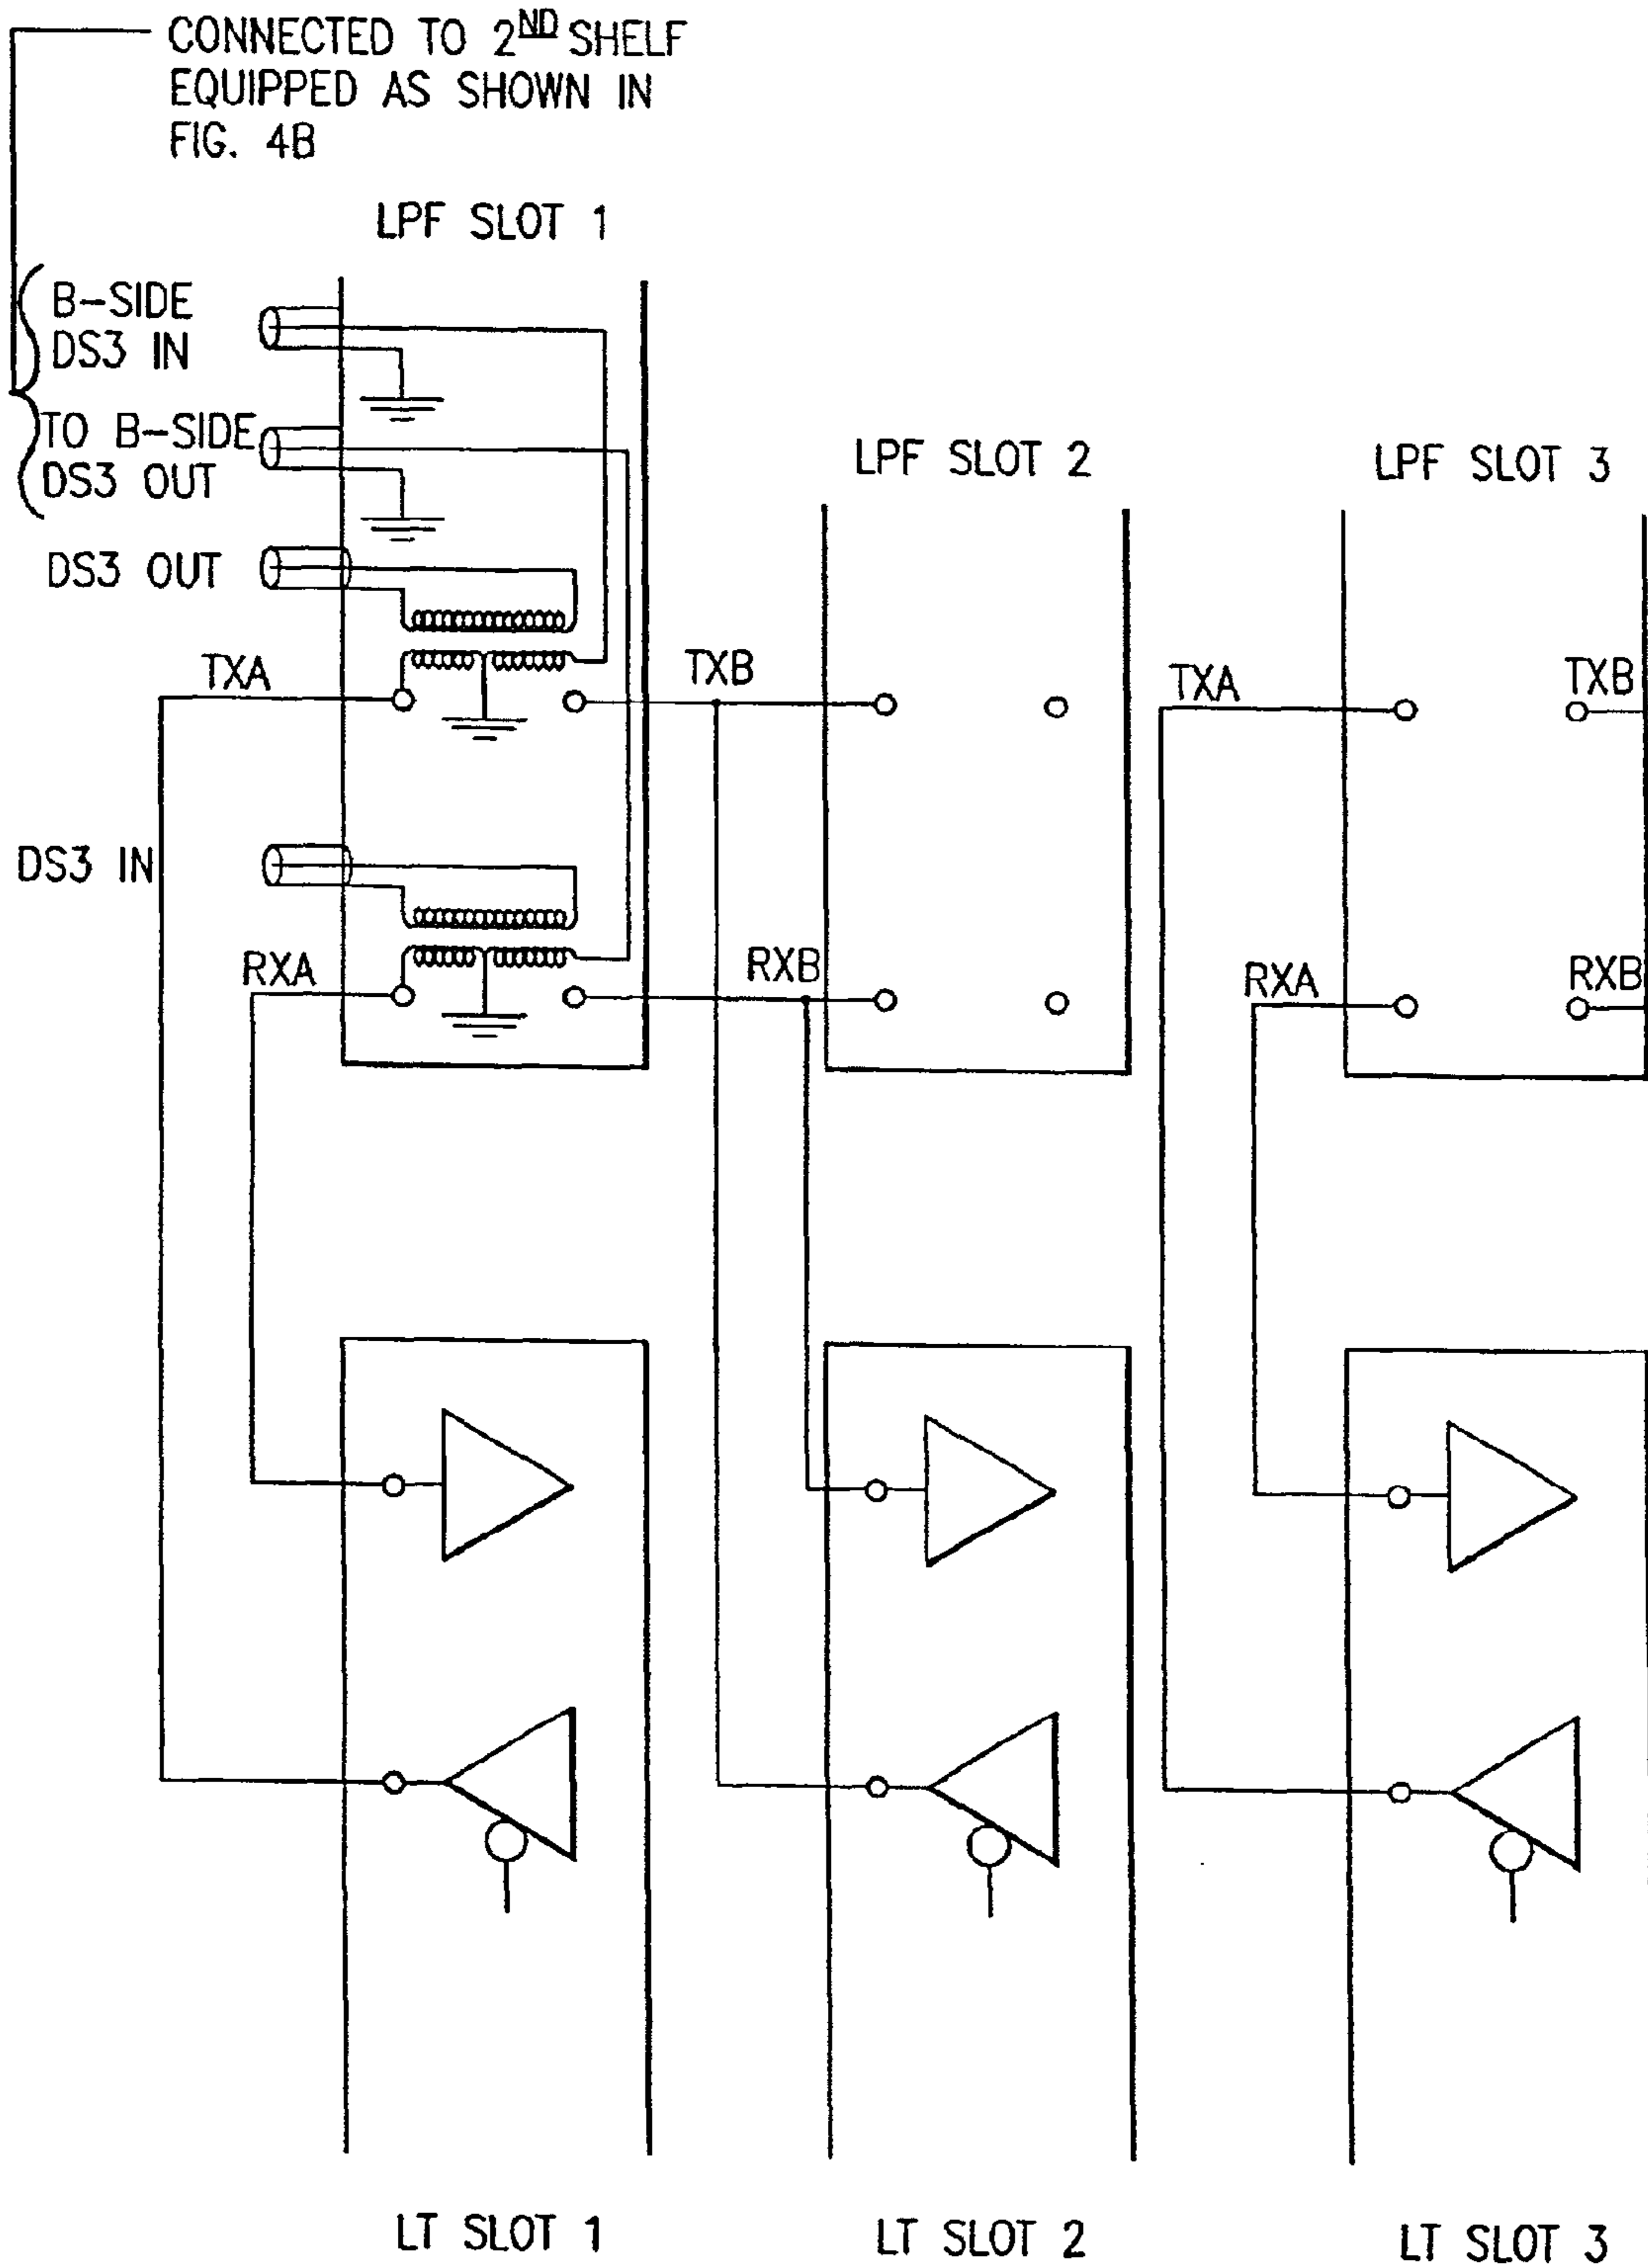 CONNECTED TO 2ND SHELF
EQUIPPED AS SHOWN IN
FIG. 4B
LPF SLOT 1
B-SIDE
DS3 IN
TO B-SIDE
DS3 OUT
LPF SLOT 2
LPF SLOT 3
DS3 OUT
TXA
TXB
TXA
TXB
DS3 IN
RXA
RXB
RXA
RXB
LT SLOT 1
LT SLOT 2
LT SLOT 3